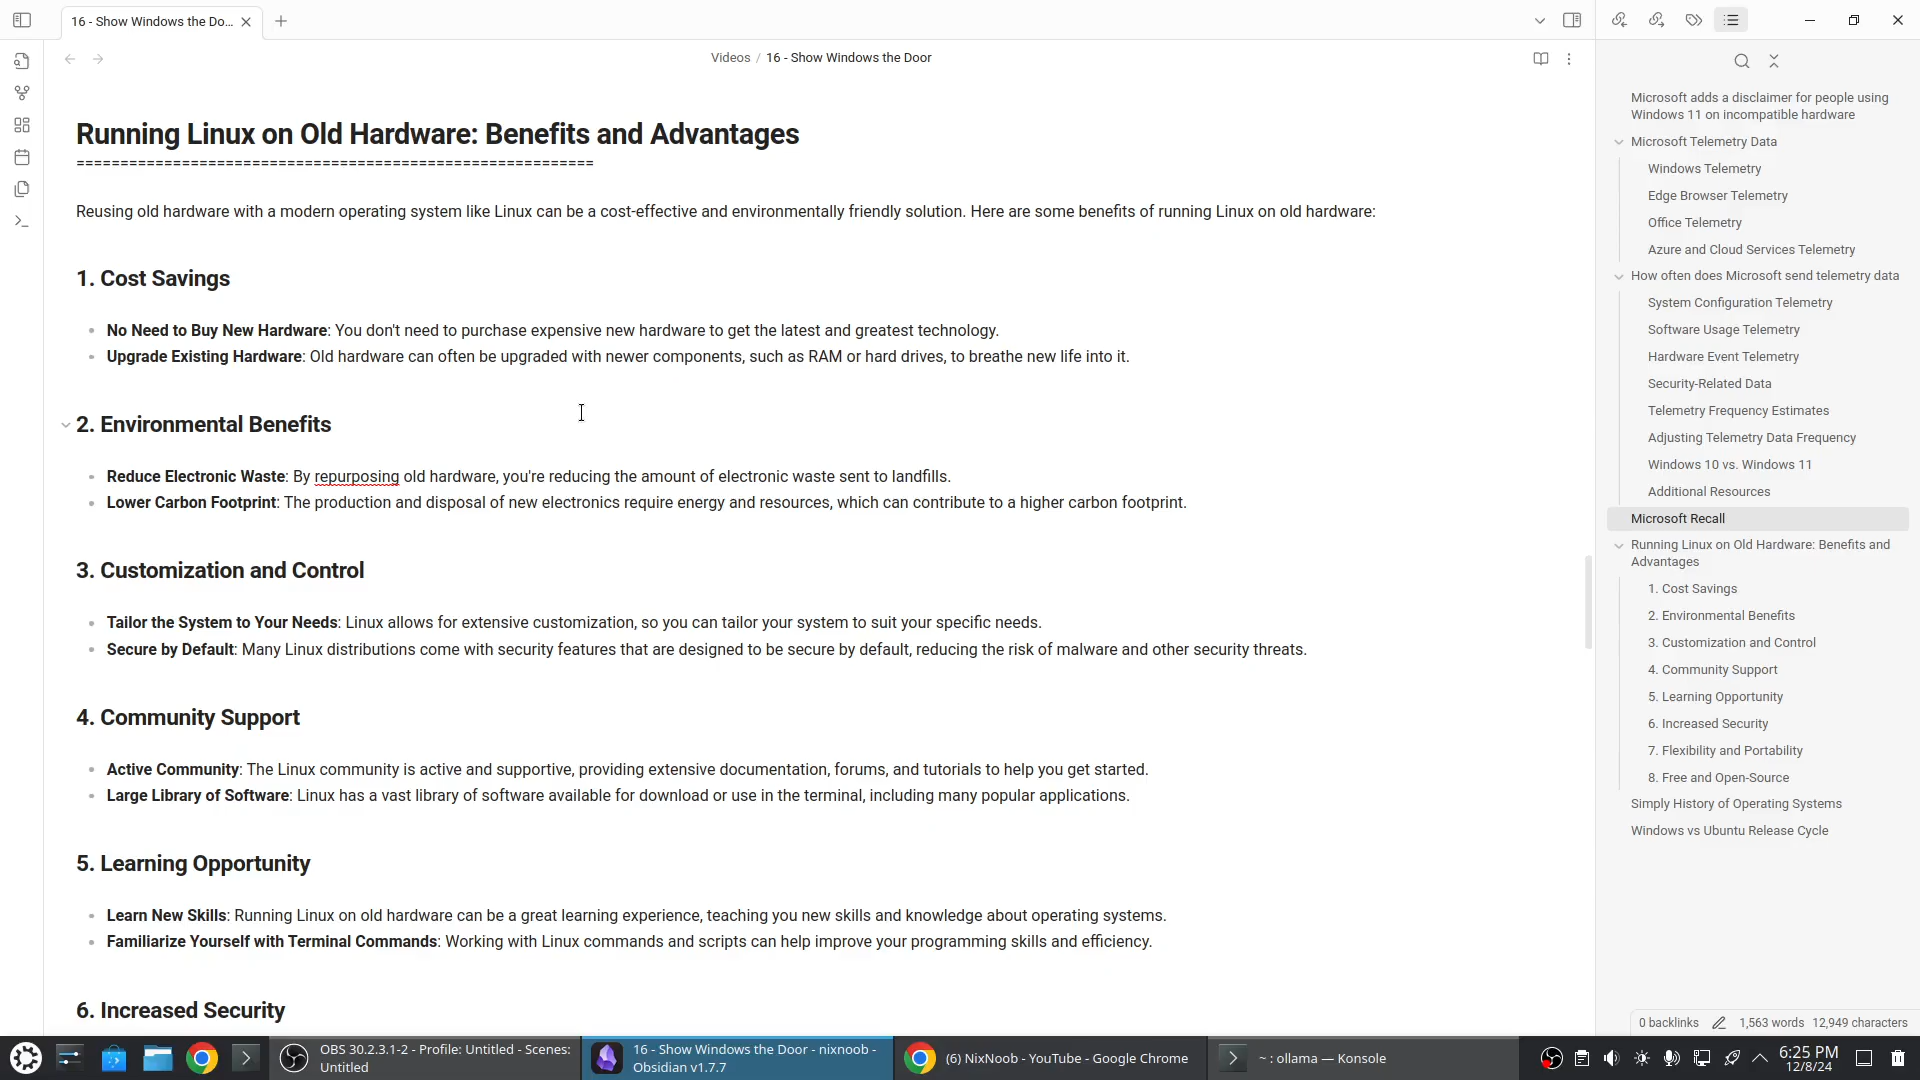 16 - Show Windows the Do...
Videos / 16 - Show Windows the Door
Running Linux on Old Hardware: Benefits and Advantages
===========================================================
Reusing old hardware with a modern operating system like Linux can be a cost-effective and environmentally friendly solution. Here are some benefits of running Linux on old hardware:
1. Cost Savings
No Need to Buy New Hardware: You don't need to purchase expensive new hardware to get the latest and greatest technology.
Upgrade Existing Hardware: Old hardware can often be upgraded with newer components, such as RAM or hard drives, to breathe new life into it.
2. Environmental Benefits
Reduce Electronic Waste: By repurposing old hardware, you're reducing the amount of electronic waste sent to landfills.
Lower Carbon Footprint: The production and disposal of new electronics require energy and resources, which can contribute to a higher carbon footprint.
3. Customization and Control
Tailor the System to Your Needs: Linux allows for extensive customization, so you can tailor your system to suit your specific needs.
Secure by Default: Many Linux distributions come with security features that are designed to be secure by default, reducing the risk of malware and other security threats.
4. Community Support
Active Community: The Linux community is active and supportive, providing extensive documentation, forums, and tutorials to help you get started.
Large Library of Software: Linux has a vast library of software available for download or use in the terminal, including many popular applications.
5. Learning Opportunity
Learn New Skills: Running Linux on old hardware can be a great learning experience, teaching you new skills and knowledge about operating systems.
Familiarize Yourself with Terminal Commands: Working with Linux commands and scripts can help improve your programming skills and efficiency.
6. Increased Security
Microsoft adds a disclaimer for people using
Windows 11 on incompatible hardware
Microsoft Telemetry Data
Windows Telemetry
Edge Browser Telemetry
Office Telemetry
Azure and Cloud Services Telemetry
How often does Microsoft send telemetry data
System Configuration Telemetry
Software Usage Telemetry
Hardware Event Telemetry
Security-Related Data
Telemetry Frequency Estimates
Adjusting Telemetry Data Frequency
Windows 10 vs. Windows 11
Additional Resources
Microsoft Recall
Running Linux on Old Hardware: Benefits and
Advantages
1. Cost Savings
2. Environmental Benefits
3. Customization and Control
4. Community Support
5. Learning Opportunity
6. Increased Security
7. Flexibility and Portability
8. Free and Open-Source
Simply History of Operating Systems
Windows vs Ubuntu Release Cycle
0 backlinks 1,563 words 12,949 characters
OBS 30.2.3.1-2 - Profile: Untitled - Scenes:
Untitled
16 - Show Windows the Door - nixnoob -
Obsidian v1.7.7
(6) NixNoob - YouTube - Google Chrome
~ : ollama — Konsole
6:25 PM
12/8/24